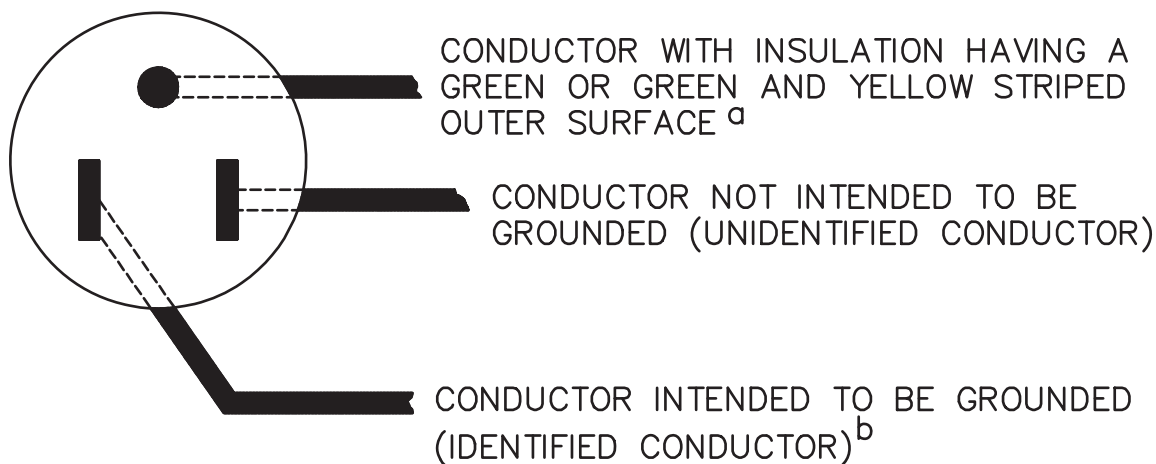 CONDUCTOR WITH INSULATION HAVING A
GREEN OR GREEN AND YELLOW STRIPED
OUTER SURFACE a
CONDUCTOR NOT INTENDED TO BE
GROUNDED (UNIDENTIFIED CONDUCTOR)
CONDUCTOR INTENDED TO BE GROUNDED
(IDENTIFIED CONDUCTOR) b